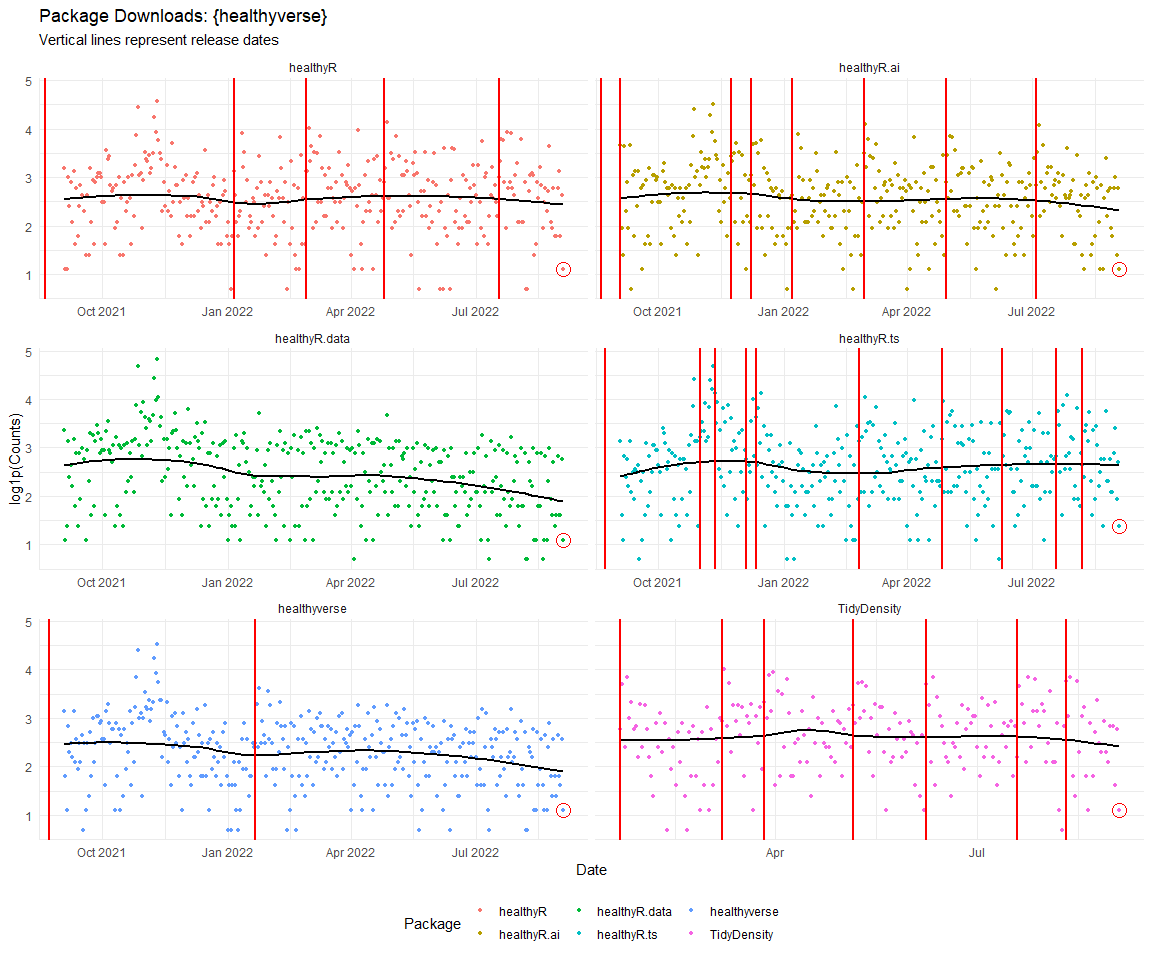 Package Downloads: {healthyverse}
Vertical lines represent release dates
healthyR
healthyR.ai
5
4
3
2
1
Oct 2021 Jan 2022 Apr 2022 Jul 2022
Oct 2021 Jan 2022 Apr 2022 Jul 2022
healthyR.data
healthyR.ts
5
4
3
2
1
Oct 2021 Jan 2022 Apr 2022 Jul 2022
Oct 2021 Jan 2022 Apr 2022 Jul 2022
log1p(Counts)
healthyverse
TidyDensity
5
4
3
2
1
Oct 2021 Jan 2022 Apr 2022 Jul 2022
Apr Jul
Date
Package
healthyR healthyR.data healthyverse
healthyR.ai healthyR.ts TidyDensity